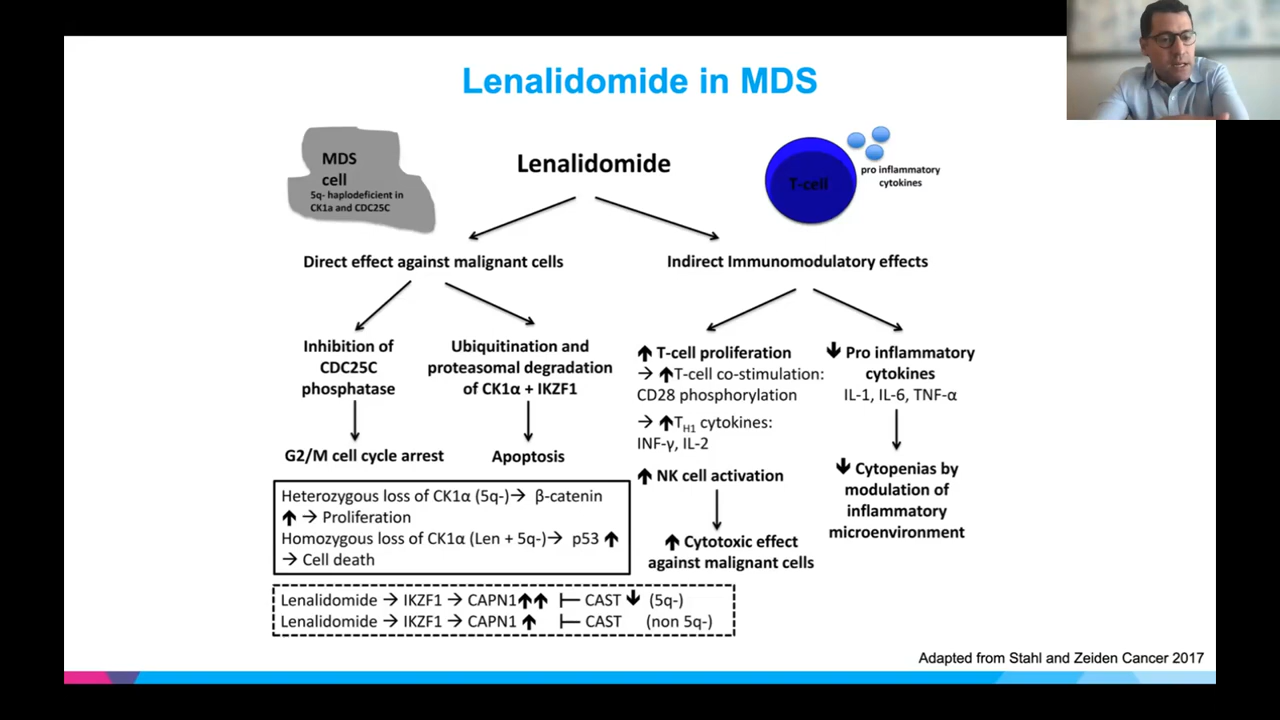 Lenalidomide in MDS
MDS
cell
5q- haplodeficient in
CK1a and CDC25C
Lenalidomide
T-cell
pro inflammatory
cytokines
Direct effect against malignant cells
Indirect Immunomodulatory effects
Inhibition of
CDC25C
phosphatase
G2/M cell cycle arrest
Ubiquitination and
proteasomal degradation
of CK1α + IKZF1
Apoptosis
↑ T-cell proliferation
→ ↑T-cell co-stimulation:
CD28 phosphorylation
→ ↑TH1 cytokines:
INF-γ, IL-2
↑ NK cell activation
↑ Cytotoxic effect
against malignant cells
↓ Pro inflammatory
cytokines
IL-1, IL-6, TNF-α
↓ Cytopenias by
modulation of
inflammatory
microenvironment
Heterozygous loss of CK1α (5q-)→ β-catenin
↑ → Proliferation
Homozygous loss of CK1α (Len + 5q-)→ p53 ↑
→ Cell death
Lenalidomide → IKZF1 → CAPN1↑↑ ⊢ CAST ↓ (5q-)
Lenalidomide → IKZF1 → CAPN1 ↑ ⊢ CAST (non 5q-)
Adapted from Stahl and Zeiden Cancer 2017